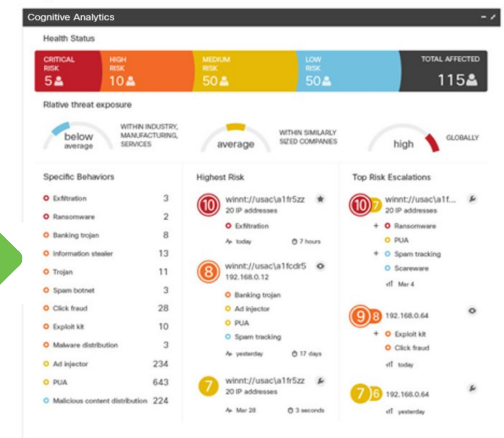 Cognitive Analytics
Health Status
CRITICAL RISK
5
HIGH RISK
10
MEDIUM RISK
50
LOW RISK
50
TOTAL AFFECTED
115
Rlative threat exposure
below average
WITHIN INDUSTRY, MANUFACTURING, SERVICES
average
WITHIN SIMILARLY SIZED COMPANIES
high
GLOBALLY
Specific Behaviors
Exfiltration 3
Ransomware 2
Banking trojan 8
Information stealer 13
Trojan 11
Spam botnet 3
Click fraud 28
Exploit kit 10
Malware distribution 3
Ad injector 234
PUA 643
Malicious content distribution 224
Highest Risk
10 winnt://usac\a1fr5zz
20 IP addresses
Exfiltration
today 7 hours
8 winnt://usac\a1fcdr5
192.168.0.12
Banking trojan
Ad injector
PUA
Spam tracking
yesterday 17 days
7 winnt://usac\a1fr5zz
20 IP addresses
Mar 28 3 seconds
Top Risk Escalations
10 7 winnt://usac\a1f...
20 IP addresses
+ Ransomware
PUA
+ Spam tracking
Scareware
Mar 4
9 8 192.168.0.64
+ Exploit kit
Click fraud
today
7 6 192.168.0.64
yesterday